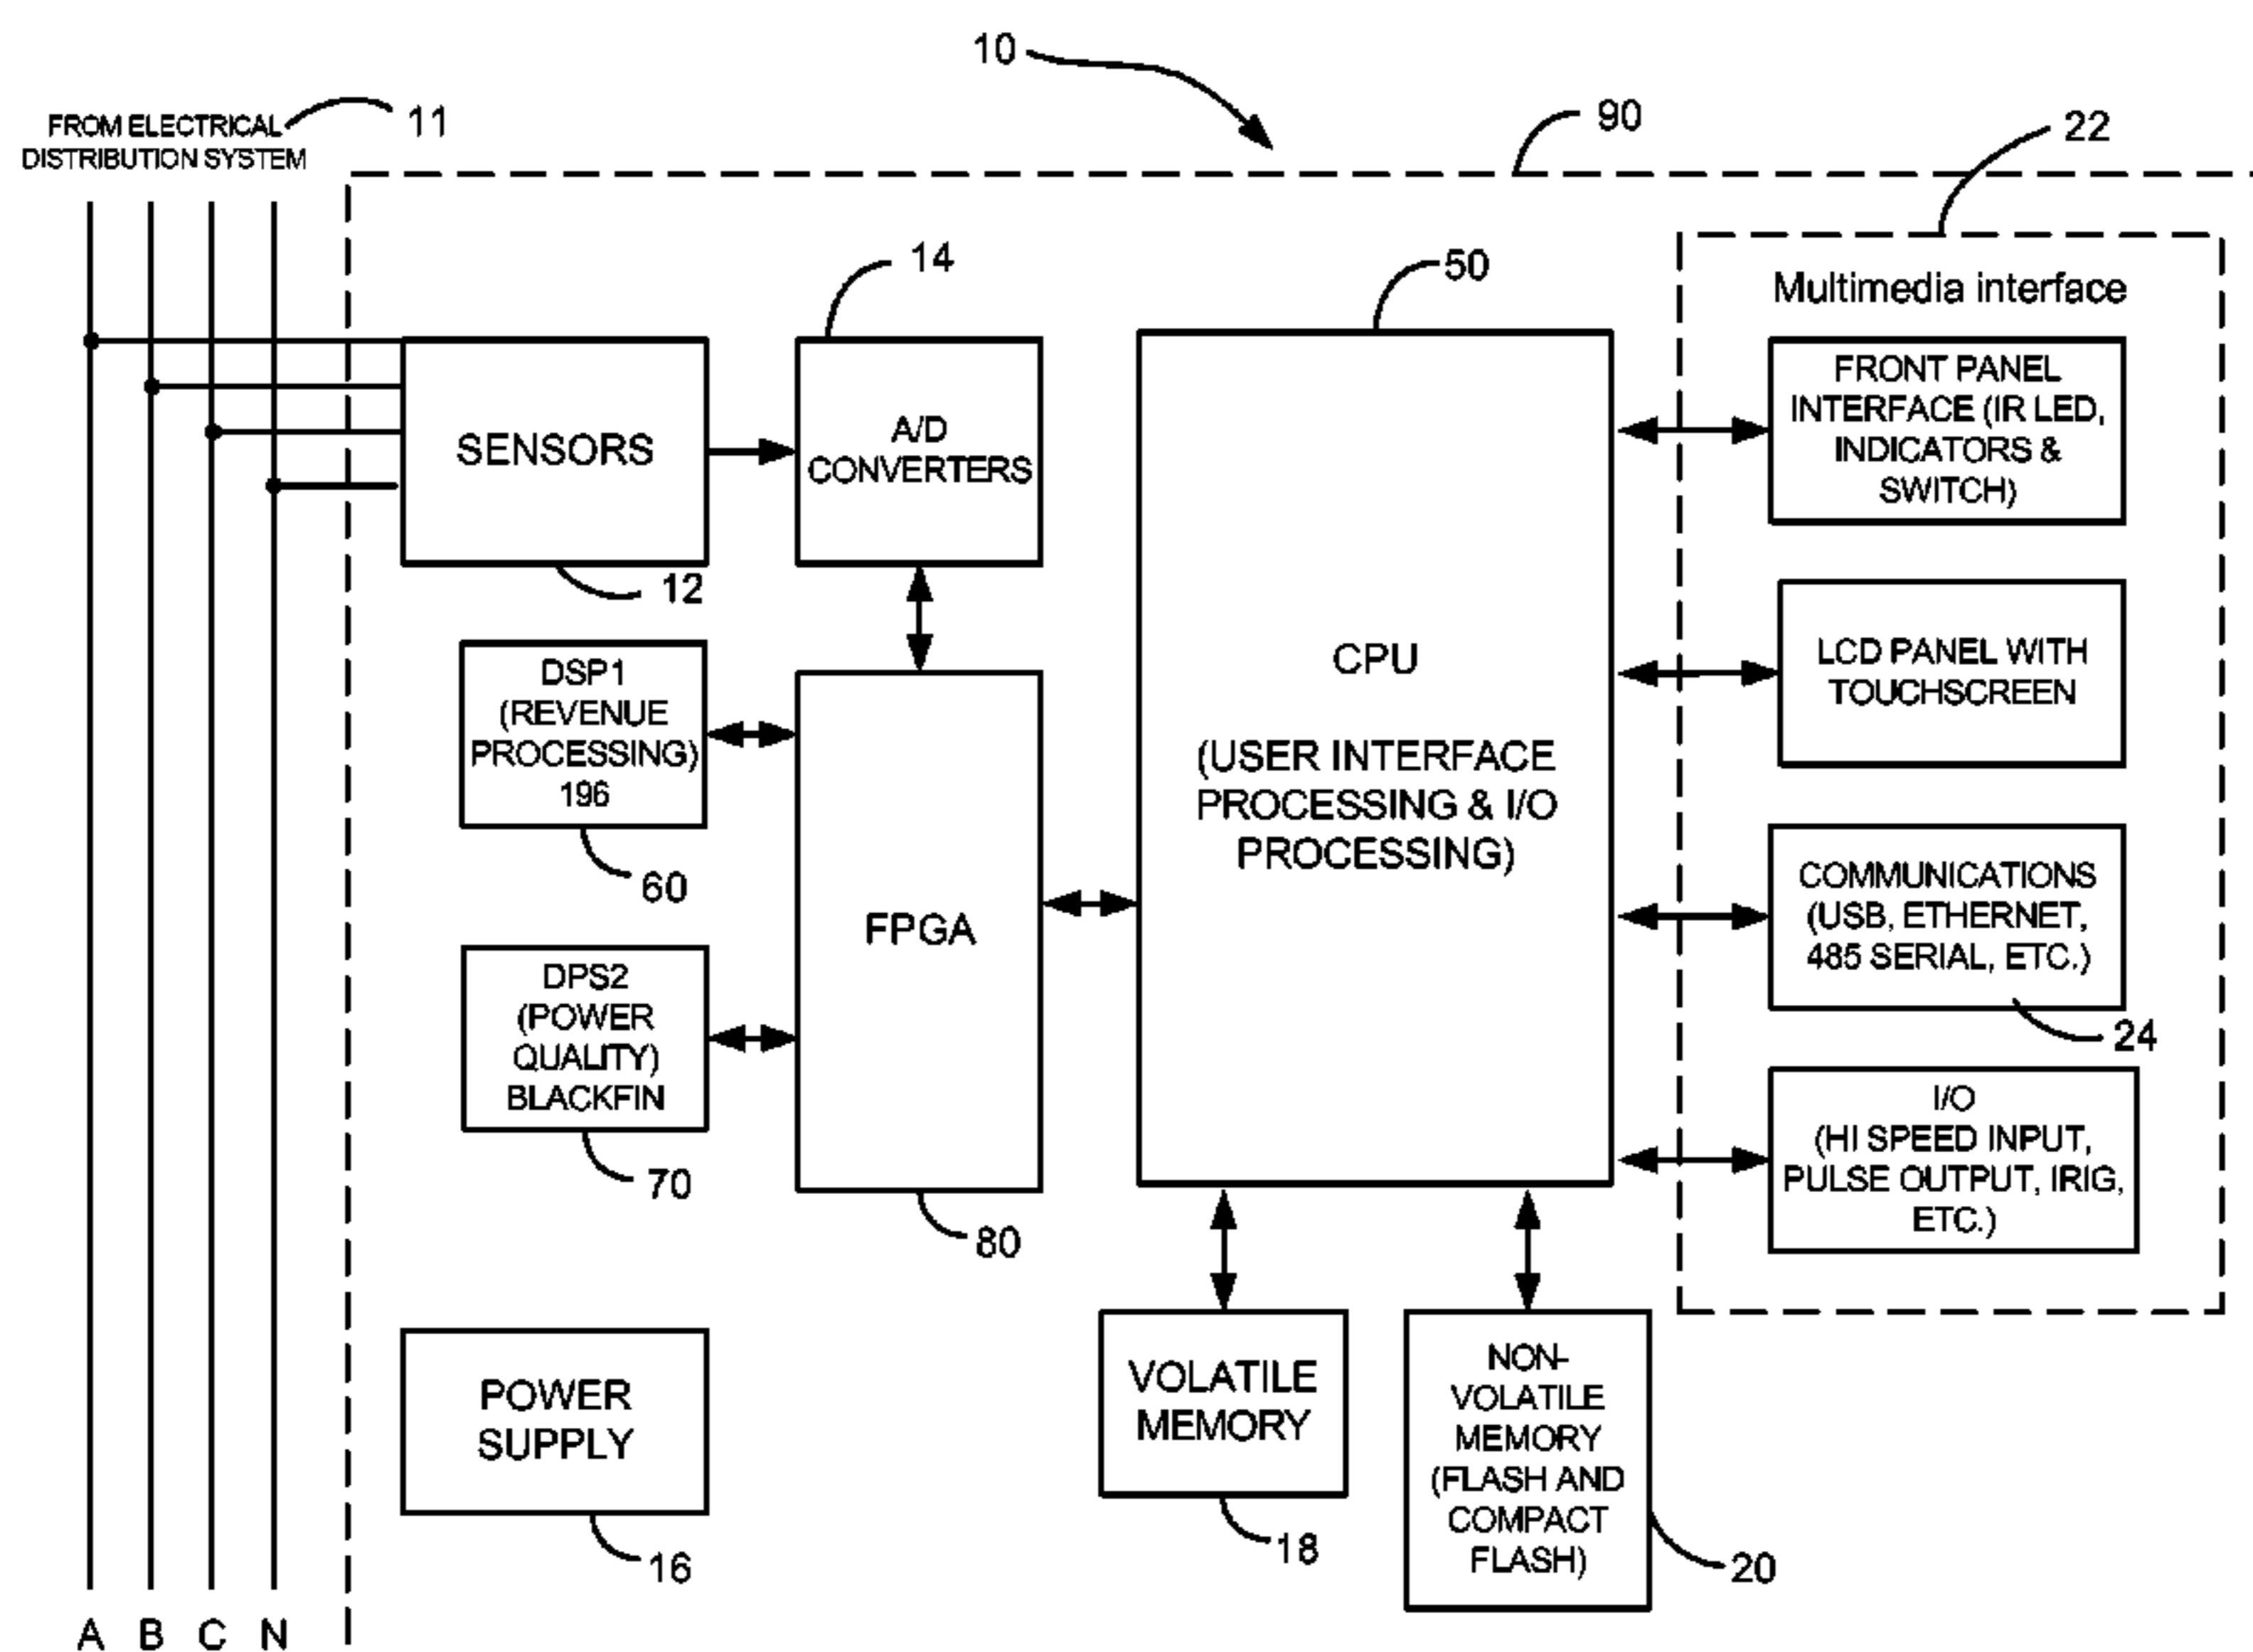 10
90
22
FROM ELECTRICAL
DISTRIBUTION SYSTEM
11
14
50
Multimedia interface
SENSORS
12
A/D
CONVERTERS
FRONT PANEL
INTERFACE (IR LED,
INDICATORS &
SWITCH)
DSP1
(REVENUE
PROCESSING)
196
60
CPU
(USER INTERFACE
PROCESSING & I/O
PROCESSING)
LCD PANEL WITH
TOUCHSCREEN
FPGA
80
DPS2
(POWER
QUALITY)
BLACKFIN
70
COMMUNICATIONS
(USB, ETHERNET,
485 SERIAL, ETC.)
24
I/O
(HI SPEED INPUT,
PULSE OUTPUT, IRIG,
ETC.)
POWER
SUPPLY
16
VOLATILE
MEMORY
18
NON-
VOLATILE
MEMORY
(FLASH AND
COMPACT
FLASH)
20
A B C N